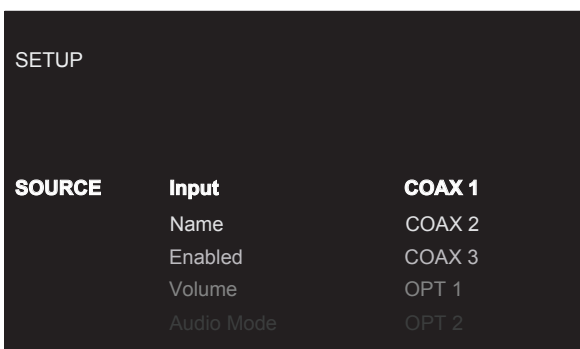 SETUP
SOURCE Input COAX 1
Name COAX 2
Enabled COAX 3
Volume OPT 1
Audio Mode OPT 2